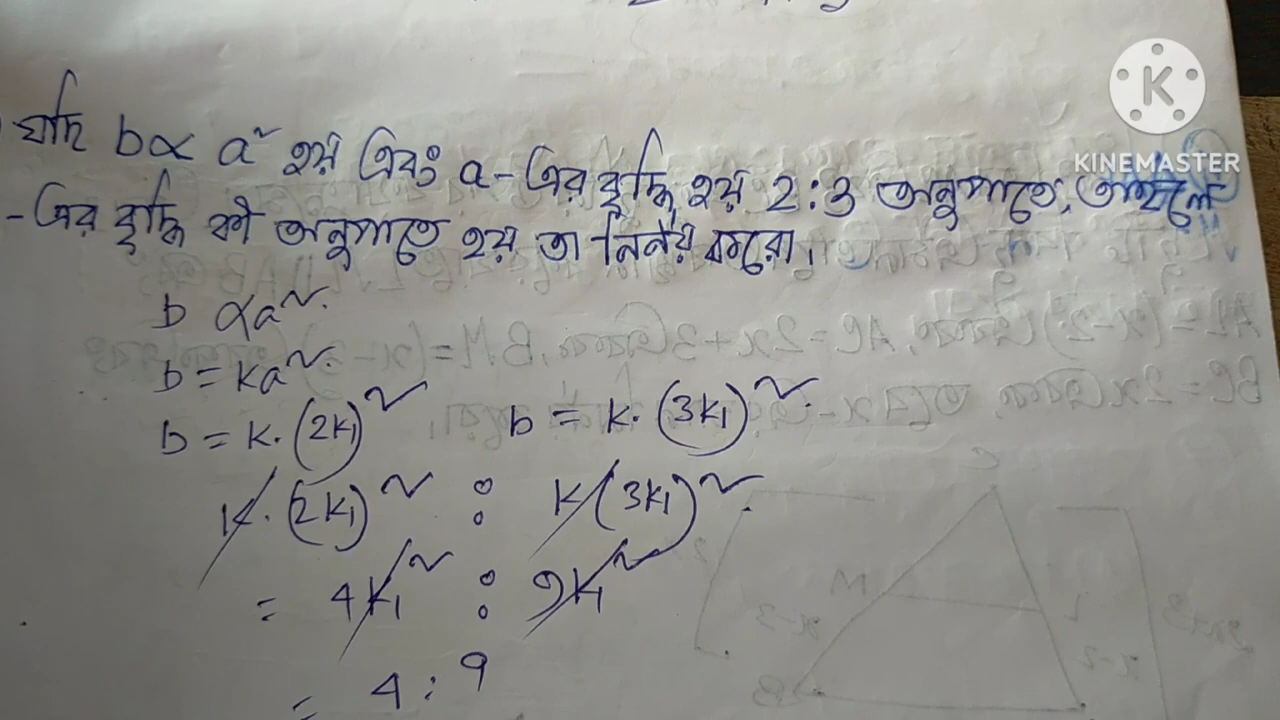 KINEMASTER
যদি b∝ a² হয় এবং a-এর বৃদ্ধি হয় 2:3 অনুপাতে, তাহলে
-এর বৃদ্ধি কী অনুপাতে হয় তা নির্ণয় করো।
b ∝a².
b = ka².
b = k. (2k₁)² b = k. (3k₁)².
k. (2k₁)² : k (3k₁)².
= 4k₁² : 9k₁²
= 4 : 9